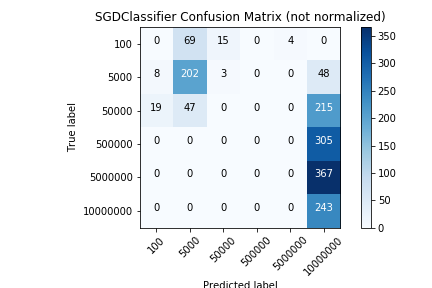 SGDClassifier Confusion Matrix (not normalized)
100 0 69 15 0 4 0
5000 8 202 3 0 0 48
50000 19 47 0 0 0 215
500000 0 0 0 0 0 305
5000000 0 0 0 0 0 367
10000000 0 0 0 0 0 243
True label
100 5000 50000 500000 5000000 10000000
Predicted label
350
300
250
200
150
100
50
0